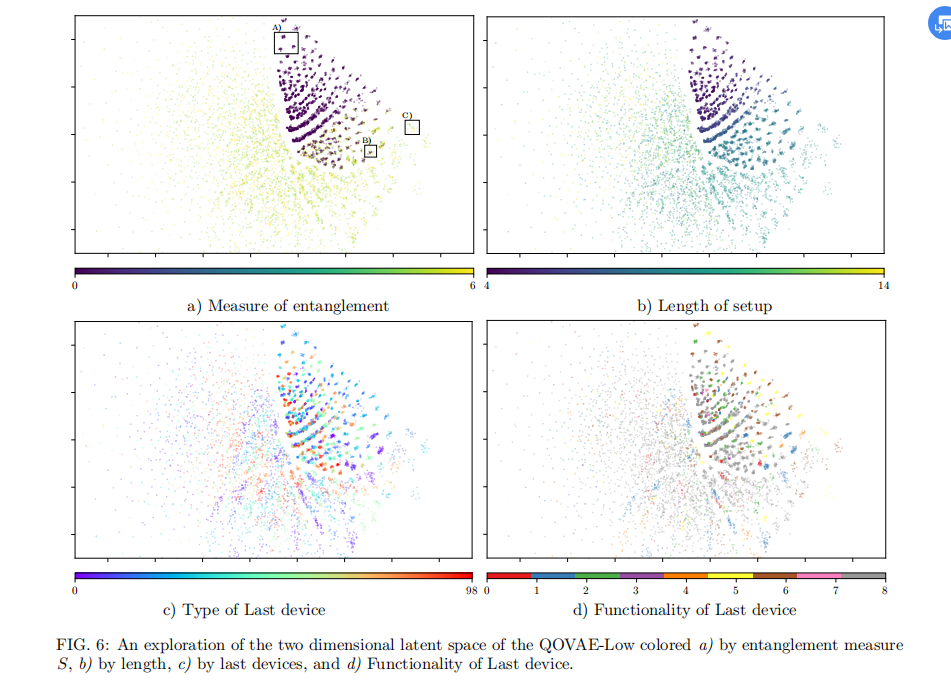 A)
C)
B)
0
6
4
14
a) Measure of entanglement
b) Length of setup
0
98
0
1
2
3
4
5
6
7
8
c) Type of Last device
d) Functionality of Last device
FIG. 6: An exploration of the two dimensional latent space of the QOVAE-Low colored a) by entanglement measure
S, b) by length, c) by last devices, and d) Functionality of Last device.